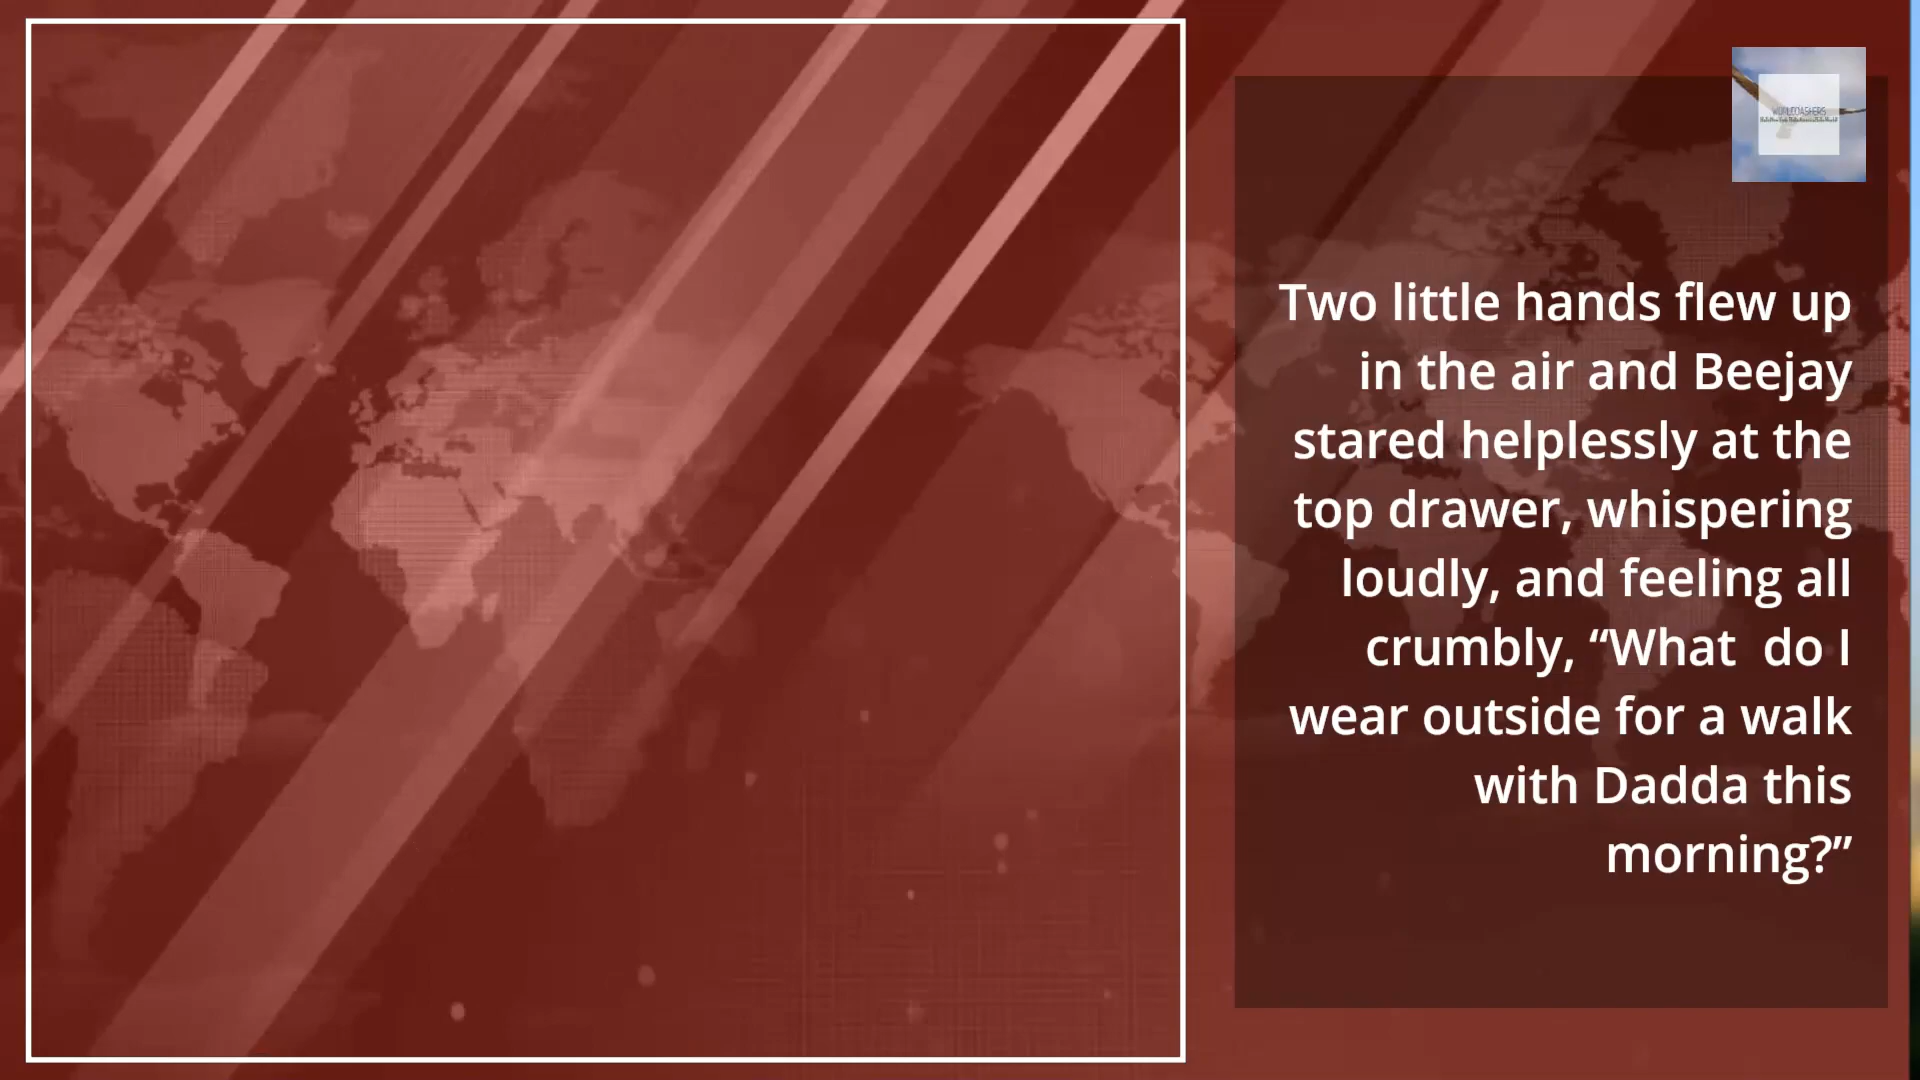 WORLDCOASTERS
Two little hands flew up
in the air and Beejay
stared helplessly at the
top drawer, whispering
loudly, and feeling all
crumbly, “What  do I
wear outside for a walk
with Dadda this
morning?”